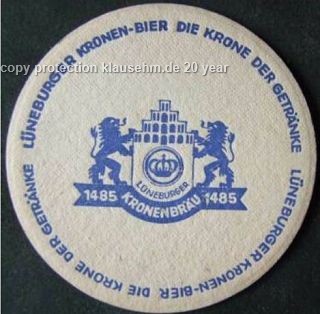 copy protection klausehm.de 20 year
LÜNEBURGER KRONEN-BIER DIE KRONE DER GETRÄNKE
LÜNEBURGER KRONEN-BIER DIE KRONE DER GETRÄNKE
LÜNEBURGER
1485 KRONENBRÄU 1485